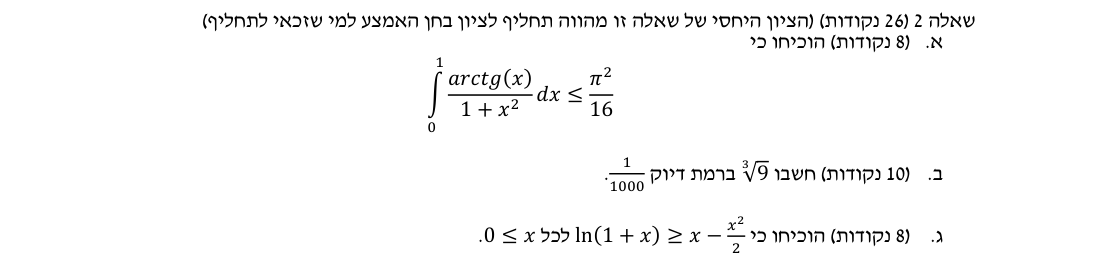 שאלה 2 (26 נקודות) (הציון היחסי של שאלה זו מהווה תחליף לציון בחן האמצע למי שזכאי לתחליף)
א. (8 נקודות) הוכיחו כי
∫₀¹ arctg(x)/(1 + x²) dx ≤ π²/16
ב. (10 נקודות) חשבו ∛9 ברמת דיוק 1/1000.
ג. (8 נקודות) הוכיחו כי ln(1 + x) ≥ x − x²/2 לכל 0 ≤ x.